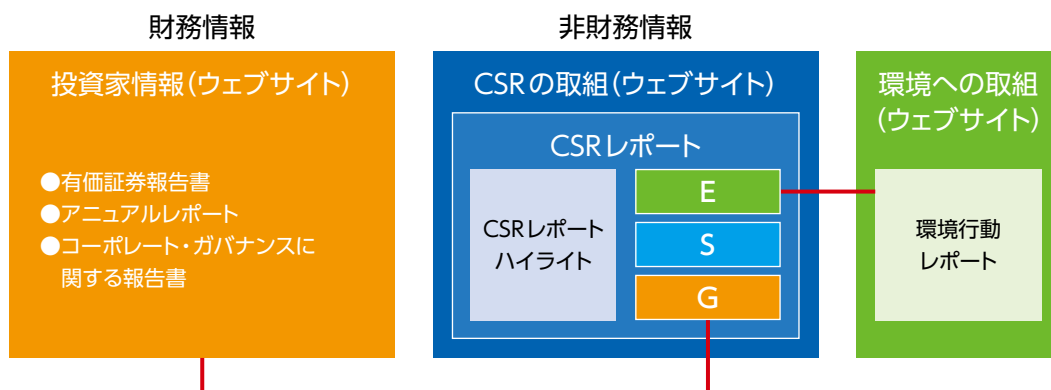 財務情報
非財務情報
投資家情報(ウェブサイト)
●有価証券報告書
●アニュアルレポート
●コーポレート・ガバナンスに
関する報告書
CSRの取組(ウェブサイト)
CSRレポート
CSRレポート
ハイライト
E
S
G
環境への取組
(ウェブサイト)
環境行動
レポート